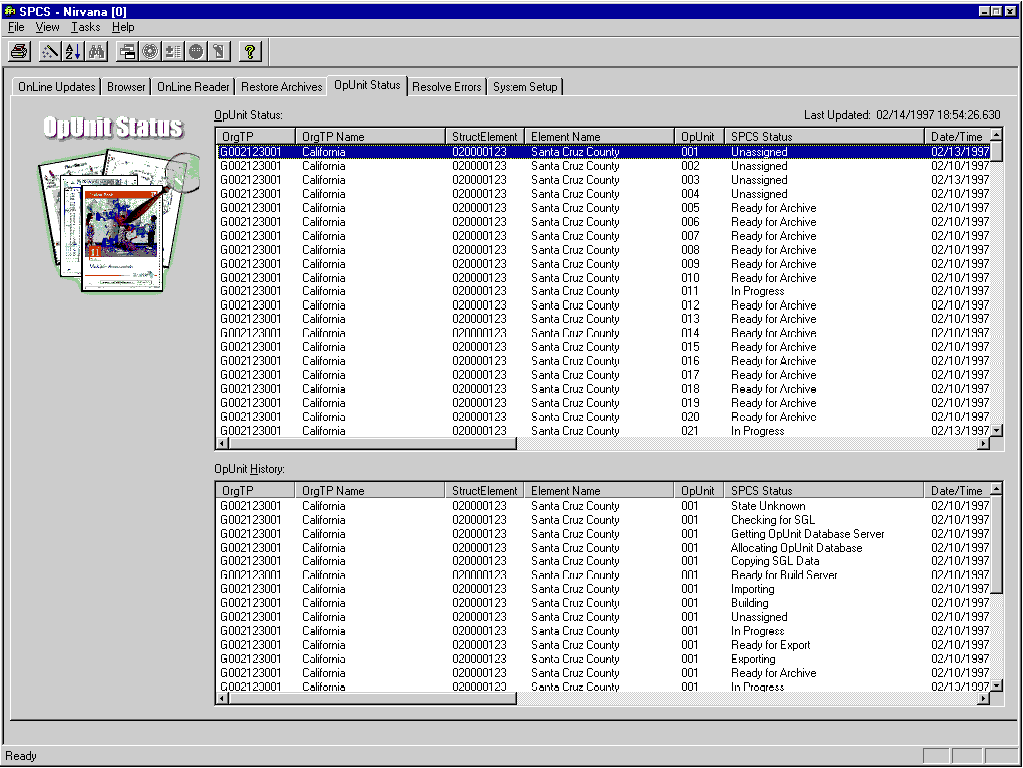 SPCS - Nirvana [0]
File View Tasks Help
OnLine Updates Browser OnLine Reader Restore Archives OpUnit Status Resolve Errors System Setup
OpUnit Status
OpUnit Status: Last Updated: 02/14/1997 18:54:26.630
OrgTP OrgTP Name StructElement Element Name OpUnit SPCS Status Date/Time
G002123001 California 020000123 Santa Cruz County 001 Unassigned 02/13/1997
G002123001 California 020000123 Santa Cruz County 002 Unassigned 02/10/1997
G002123001 California 020000123 Santa Cruz County 003 Unassigned 02/13/1997
G002123001 California 020000123 Santa Cruz County 004 Unassigned 02/10/1997
G002123001 California 020000123 Santa Cruz County 005 Ready for Archive 02/10/1997
G002123001 California 020000123 Santa Cruz County 006 Ready for Archive 02/10/1997
G002123001 California 020000123 Santa Cruz County 007 Ready for Archive 02/10/1997
G002123001 California 020000123 Santa Cruz County 008 Ready for Archive 02/10/1997
G002123001 California 020000123 Santa Cruz County 009 Ready for Archive 02/10/1997
G002123001 California 020000123 Santa Cruz County 010 Ready for Archive 02/10/1997
G002123001 California 020000123 Santa Cruz County 011 In Progress 02/10/1997
G002123001 California 020000123 Santa Cruz County 012 Ready for Archive 02/10/1997
G002123001 California 020000123 Santa Cruz County 013 Ready for Archive 02/10/1997
G002123001 California 020000123 Santa Cruz County 014 Ready for Archive 02/10/1997
G002123001 California 020000123 Santa Cruz County 015 Ready for Archive 02/10/1997
G002123001 California 020000123 Santa Cruz County 016 Ready for Archive 02/10/1997
G002123001 California 020000123 Santa Cruz County 017 Ready for Archive 02/10/1997
G002123001 California 020000123 Santa Cruz County 018 Ready for Archive 02/10/1997
G002123001 California 020000123 Santa Cruz County 019 Ready for Archive 02/10/1997
G002123001 California 020000123 Santa Cruz County 020 Ready for Archive 02/10/1997
G002123001 California 020000123 Santa Cruz County 021 In Progress 02/13/1997
OpUnit History:
OrgTP OrgTP Name StructElement Element Name OpUnit SPCS Status Date/Time
G002123001 California 020000123 Santa Cruz County 001 State Unknown 02/10/1997
G002123001 California 020000123 Santa Cruz County 001 Checking for SGL 02/10/1997
G002123001 California 020000123 Santa Cruz County 001 Getting OpUnit Database Server 02/10/1997
G002123001 California 020000123 Santa Cruz County 001 Allocating OpUnit Database 02/10/1997
G002123001 California 020000123 Santa Cruz County 001 Copying SGL Data 02/10/1997
G002123001 California 020000123 Santa Cruz County 001 Ready for Build Server 02/10/1997
G002123001 California 020000123 Santa Cruz County 001 Importing 02/10/1997
G002123001 California 020000123 Santa Cruz County 001 Building 02/10/1997
G002123001 California 020000123 Santa Cruz County 001 Unassigned 02/10/1997
G002123001 California 020000123 Santa Cruz County 001 In Progress 02/10/1997
G002123001 California 020000123 Santa Cruz County 001 Ready for Export 02/10/1997
G002123001 California 020000123 Santa Cruz County 001 Exporting 02/10/1997
G002123001 California 020000123 Santa Cruz County 001 Ready for Archive 02/10/1997
G002123001 California 020000123 Santa Cruz County 001 In Progress 02/10/1997
Ready